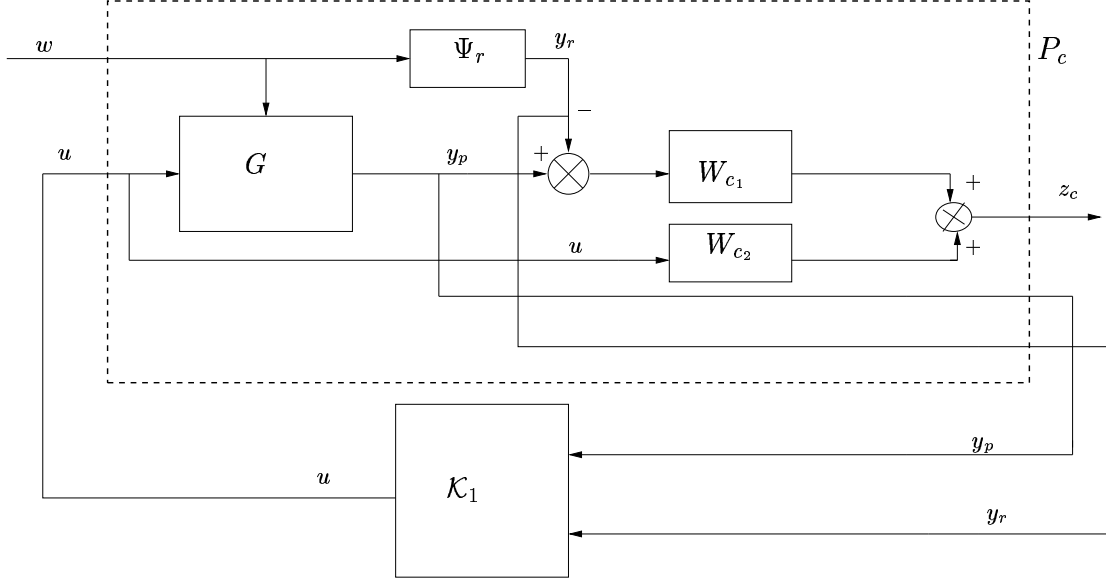 w
Ψ_r
y_r
P_c
−
u
G
y_p
+
W_{c_1}
+
z_c
u
W_{c_2}
+
y_p
u
𝒦_1
y_r